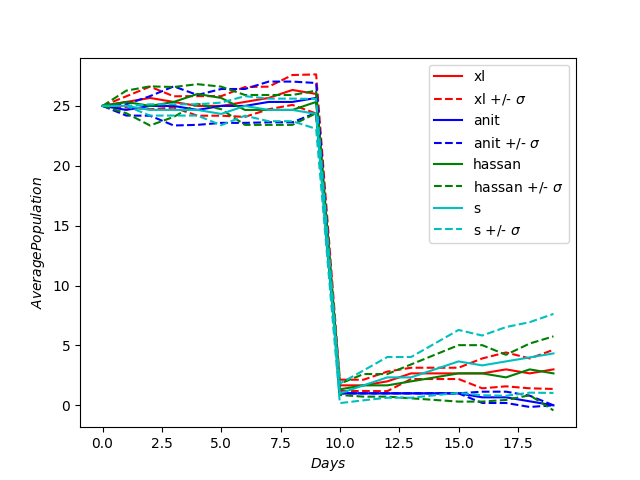 25
20
15
10
5
0
0.0 2.5 5.0 7.5 10.0 12.5 15.0 17.5
AveragePopulation
Days
xl
xl +/- σ
anit
anit +/- σ
hassan
hassan +/- σ
s
s +/- σ